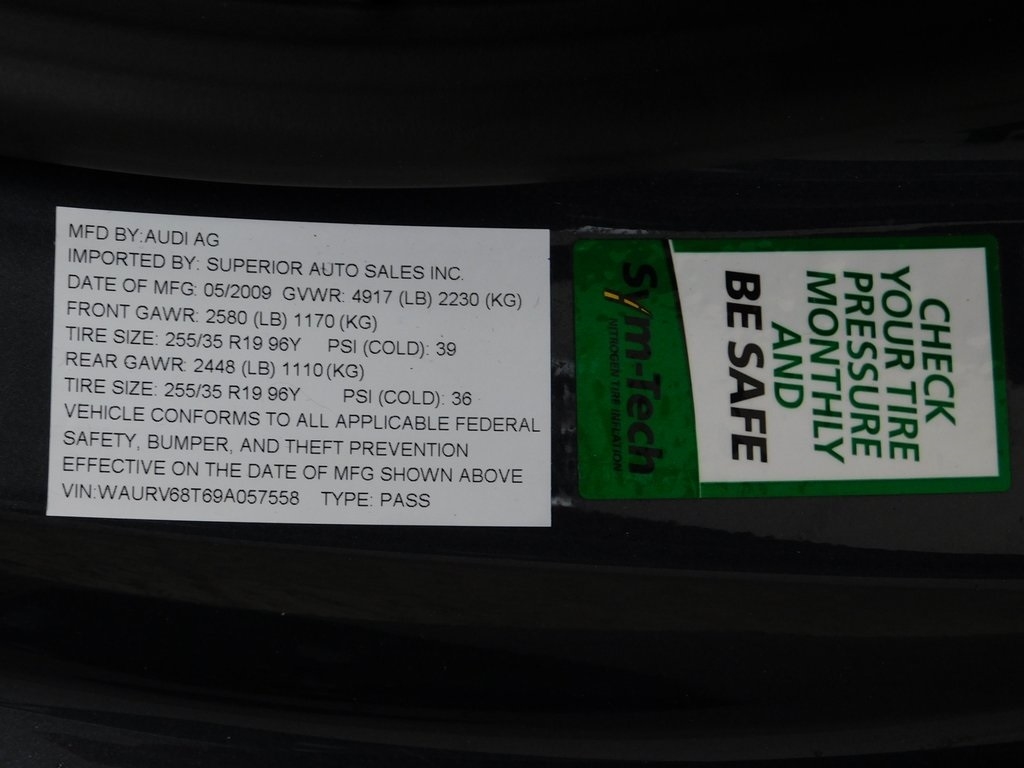 MFD BY:AUDI AG
IMPORTED BY: SUPERIOR AUTO SALES INC.
DATE OF MFG: 05/2009 GVWR: 4917 (LB) 2230 (KG)
FRONT GAWR: 2580 (LB) 1170 (KG)
TIRE SIZE: 255/35 R19 96Y PSI (COLD): 39
REAR GAWR: 2448 (LB) 1110 (KG)
TIRE SIZE: 255/35 R19 96Y PSI (COLD): 36
VEHICLE CONFORMS TO ALL APPLICABLE FEDERAL
SAFETY, BUMPER, AND THEFT PREVENTION
EFFECTIVE ON THE DATE OF MFG SHOWN ABOVE
VIN:WAURV68T69A057558 TYPE: PASS
CHECK
YOUR TIRE
PRESSURE
MONTHLY
AND
BE SAFE
Sym-Tech
NITROGEN TIRE INFLATION